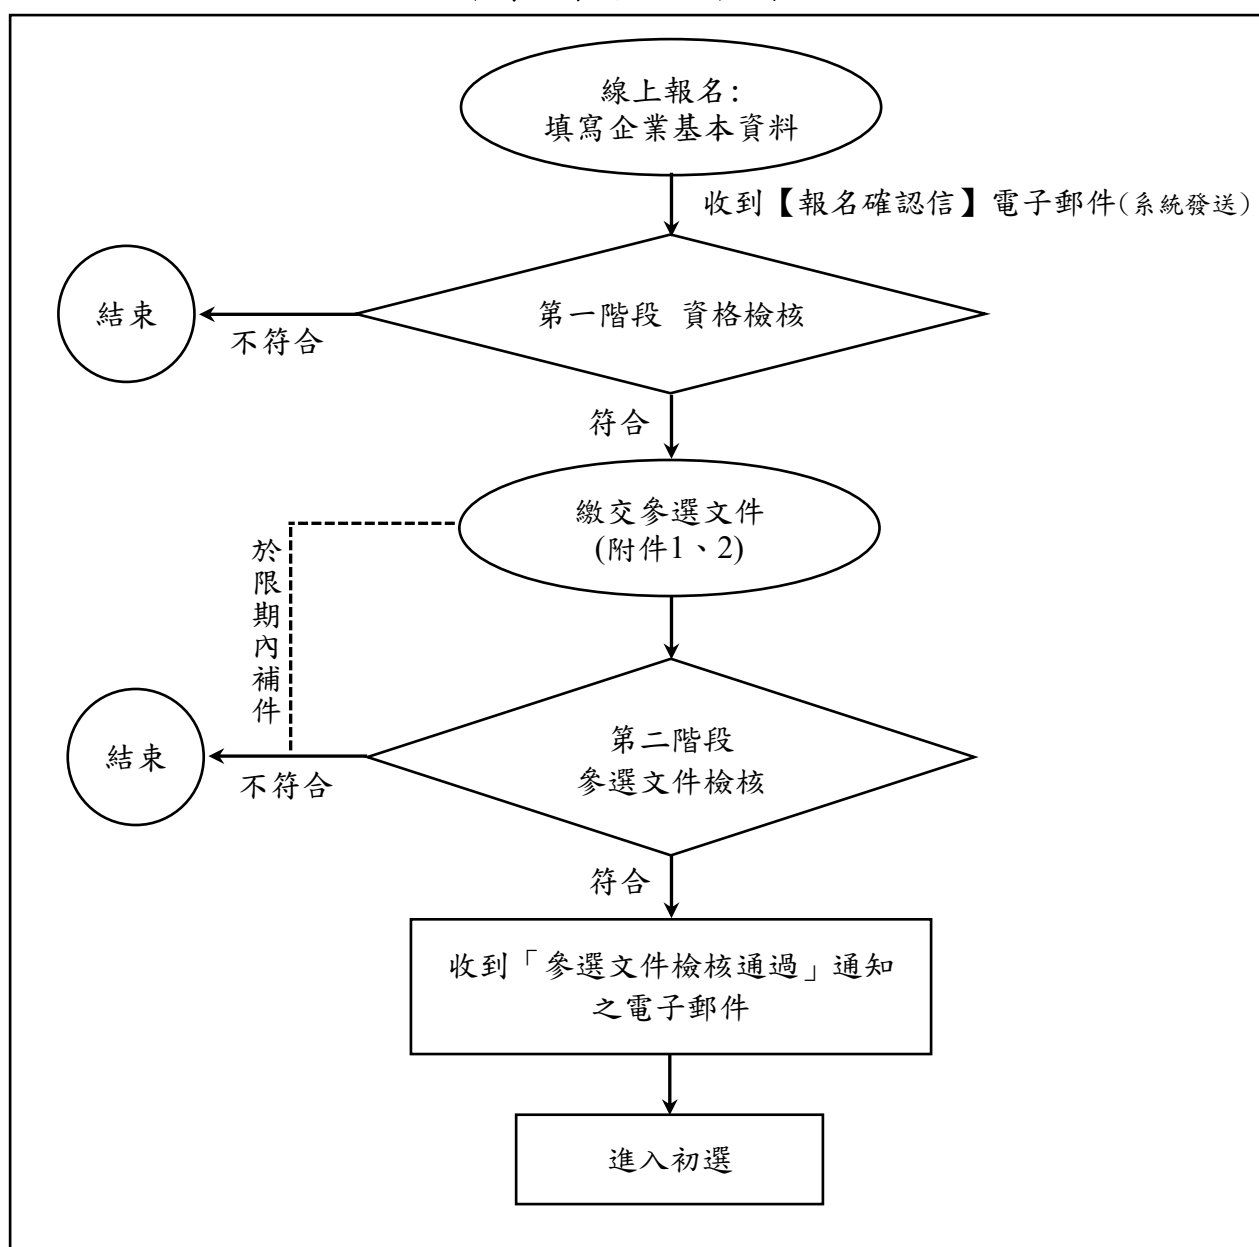 線上報名:
填寫企業基本資料
收到【報名確認信】電子郵件(系統發送)
第一階段 資格檢核
結束
不符合
符合
繳交參選文件
(附件1、2)
於限期內補件
第二階段
參選文件檢核
結束
不符合
符合
收到「參選文件檢核通過」通知
之電子郵件
進入初選